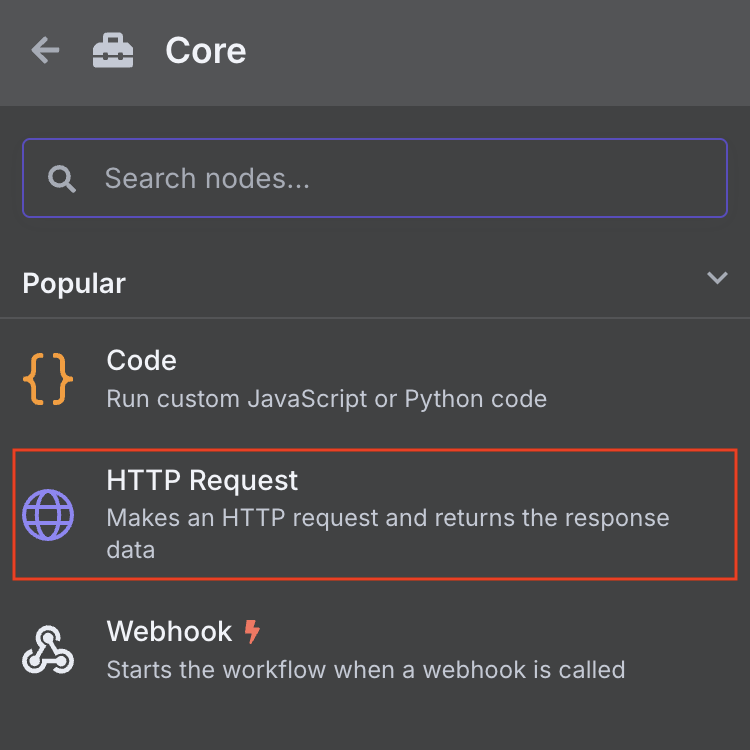 Core
Search nodes...
Popular
Code
Run custom JavaScript or Python code
HTTP Request
Makes an HTTP request and returns the response
data
Webhook
Starts the workflow when a webhook is called